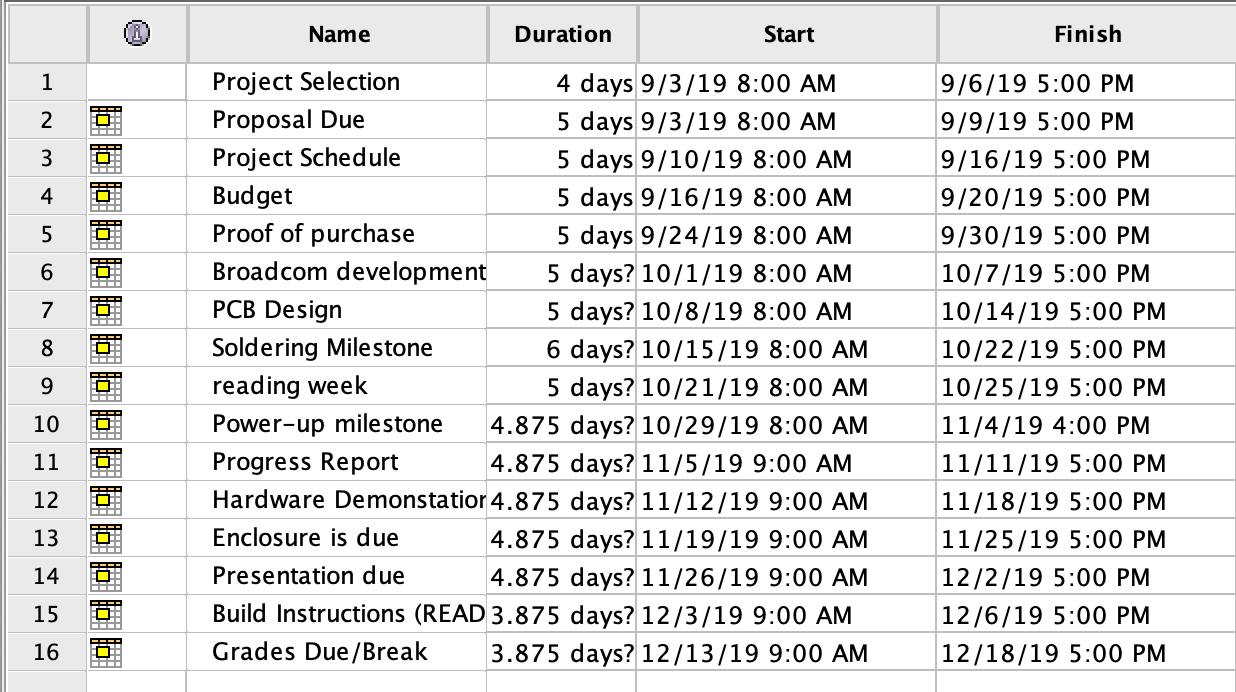 Name Duration Start Finish
1 Project Selection 4 days 9/3/19 8:00 AM 9/6/19 5:00 PM
2 Proposal Due 5 days 9/3/19 8:00 AM 9/9/19 5:00 PM
3 Project Schedule 5 days 9/10/19 8:00 AM 9/16/19 5:00 PM
4 Budget 5 days 9/16/19 8:00 AM 9/20/19 5:00 PM
5 Proof of purchase 5 days 9/24/19 8:00 AM 9/30/19 5:00 PM
6 Broadcom development 5 days? 10/1/19 8:00 AM 10/7/19 5:00 PM
7 PCB Design 5 days? 10/8/19 8:00 AM 10/14/19 5:00 PM
8 Soldering Milestone 6 days? 10/15/19 8:00 AM 10/22/19 5:00 PM
9 reading week 5 days? 10/21/19 8:00 AM 10/25/19 5:00 PM
10 Power-up milestone 4.875 days? 10/29/19 8:00 AM 11/4/19 4:00 PM
11 Progress Report 4.875 days? 11/5/19 9:00 AM 11/11/19 5:00 PM
12 Hardware Demonstation 4.875 days? 11/12/19 9:00 AM 11/18/19 5:00 PM
13 Enclosure is due 4.875 days? 11/19/19 9:00 AM 11/25/19 5:00 PM
14 Presentation due 4.875 days? 11/26/19 9:00 AM 12/2/19 5:00 PM
15 Build Instructions (READ 3.875 days? 12/3/19 9:00 AM 12/6/19 5:00 PM
16 Grades Due/Break 3.875 days? 12/13/19 9:00 AM 12/18/19 5:00 PM